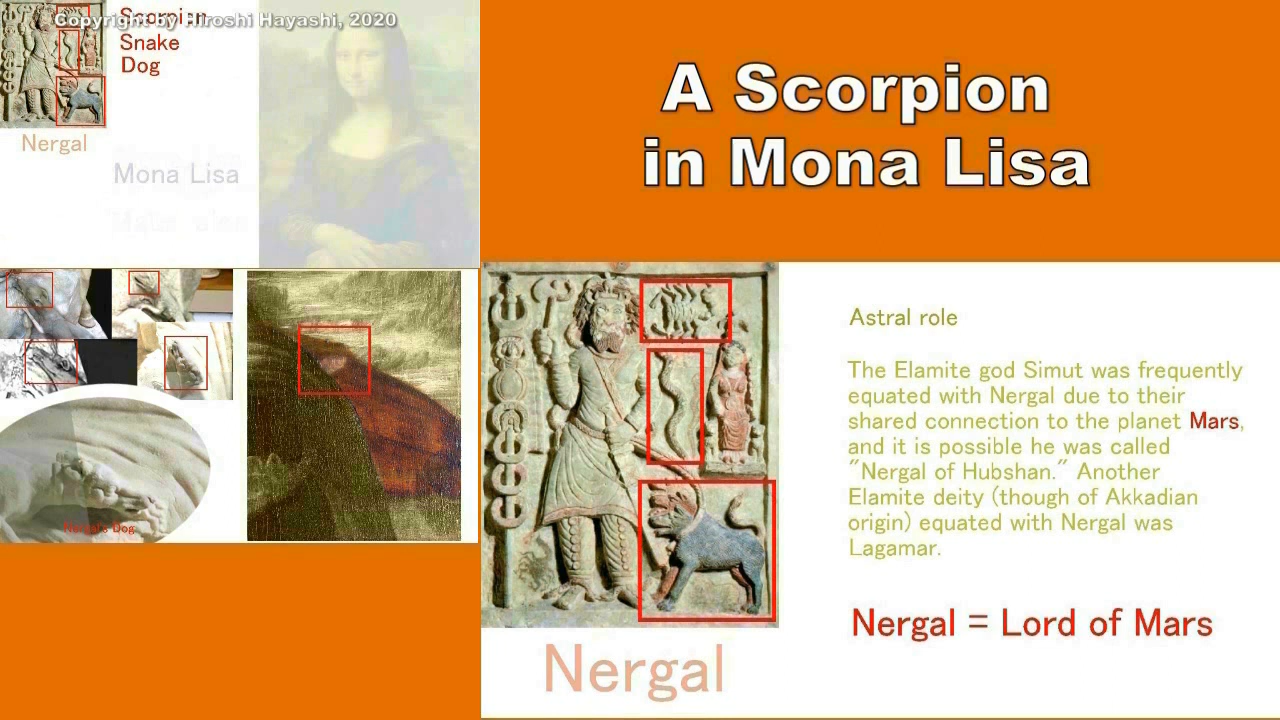 Copyright by Hiroshi Hayashi, 2020
Scorpion
Snake
Dog
Nergal
Mona Lisa
A Scorpion
in Mona Lisa
Nergal's Dog
Astral role
The Elamite god Simut was frequently
equated with Nergal due to their
shared connection to the planet Mars,
and it is possible he was called
"Nergal of Hubshan." Another
Elamite deity (though of Akkadian
origin) equated with Nergal was
Lagamar.
Nergal = Lord of Mars
Nergal